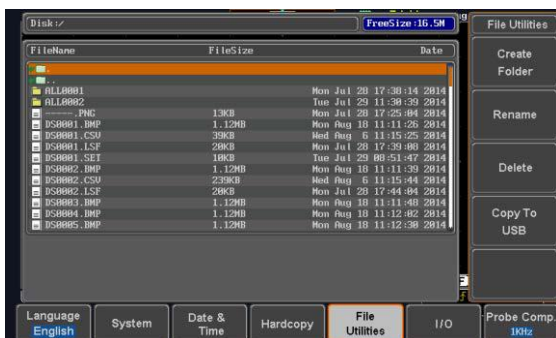 Disk:/
FreeSize:16.5M
File Utilities
FileName FileSize Date
.
..
ALL0001 Mon Jul 28 17:38:14 2014
ALL0002 Tue Jul 29 11:30:39 2014
-----.PNG 13KB Mon Jul 28 17:25:04 2014
DS0001.BMP 1.12MB Mon Aug 18 11:11:26 2014
DS0001.CSV 39KB Wed Aug 6 11:15:25 2014
DS0001.LSF 20KB Mon Jul 28 17:39:08 2014
DS0001.SET 10KB Tue Jul 29 08:51:47 2014
DS0002.BMP 1.12MB Mon Aug 18 11:11:39 2014
DS0002.CSV 239KB Wed Aug 6 11:15:44 2014
DS0002.LSF 20KB Mon Jul 28 17:44:04 2014
DS0003.BMP 1.12MB Mon Aug 18 11:11:48 2014
DS0004.BMP 1.12MB Mon Aug 18 11:12:02 2014
DS0005.BMP 1.12MB Mon Aug 18 11:12:30 2014
Create
Folder
Rename
Delete
Copy To
USB
Language
English
System
Date &
Time
Hardcopy
File
Utilities
I/O
Probe Comp.
1KHz